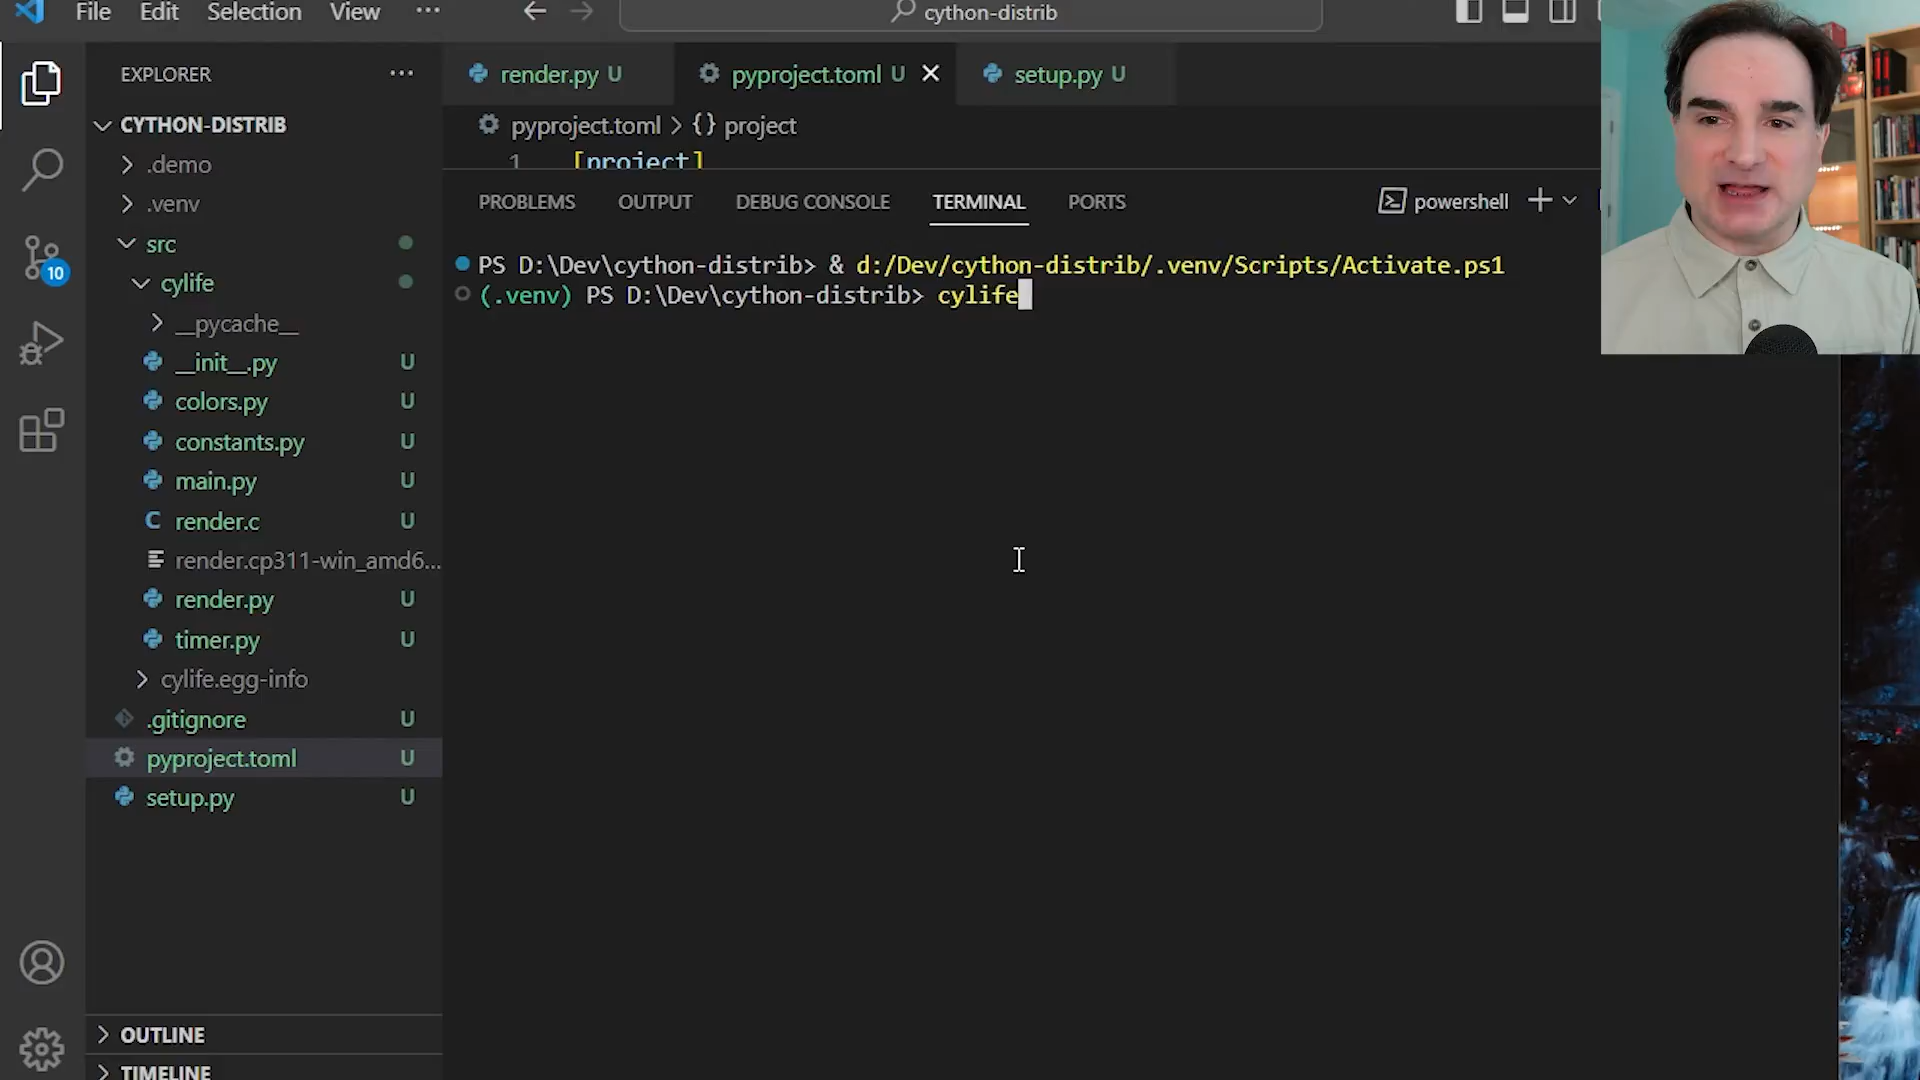 File Edit Selection View ···
cython-distrib
EXPLORER ···
CYTHON-DISTRIB
.demo
.venv
src
cylife
__pycache__
__init__.py U
colors.py U
constants.py U
main.py U
render.c U
render.cp311-win_amd6...
render.py U
timer.py U
cylife.egg-info
.gitignore U
pyproject.toml U
setup.py U
OUTLINE
TIMELINE
10
render.py U
pyproject.toml U
setup.py U
pyproject.toml > {} project
1 [project]
PROBLEMS OUTPUT DEBUG CONSOLE TERMINAL PORTS
powershell
PS D:\Dev\cython-distrib> & d:/Dev/cython-distrib/.venv/Scripts/Activate.ps1
(.venv) PS D:\Dev\cython-distrib> cylife